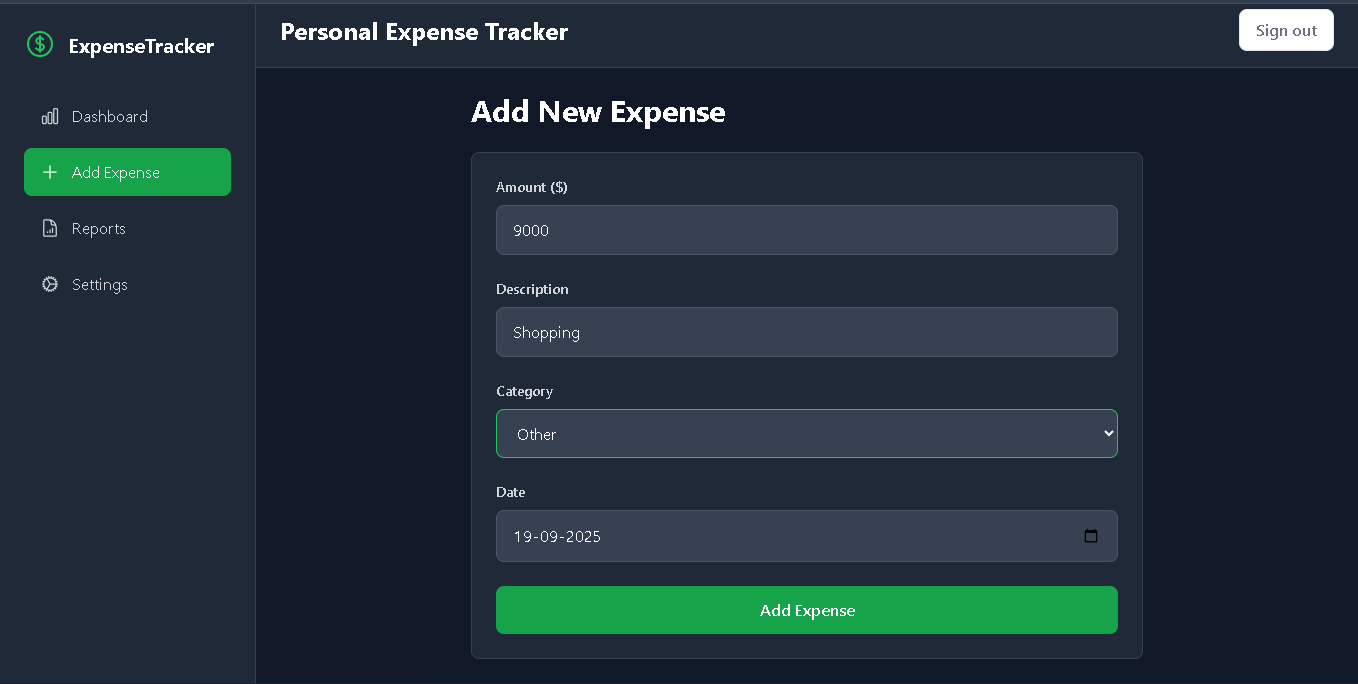 ExpenseTracker
Personal Expense Tracker
Sign out
Dashboard
Add Expense
Reports
Settings
Add New Expense
Amount ($)
9000
Description
Shopping
Category
Other
Date
19-09-2025
Add Expense